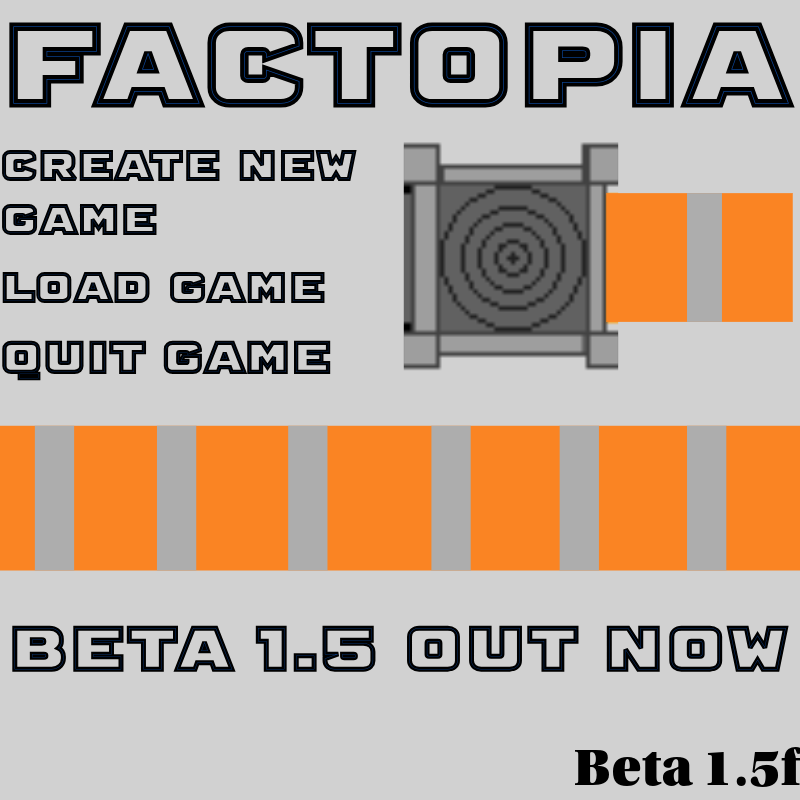 FACTOPIA
CREATE NEW
GAME
LOAD GAME
QUIT GAME
BETA 1.5 OUT NOW
Beta 1.5f